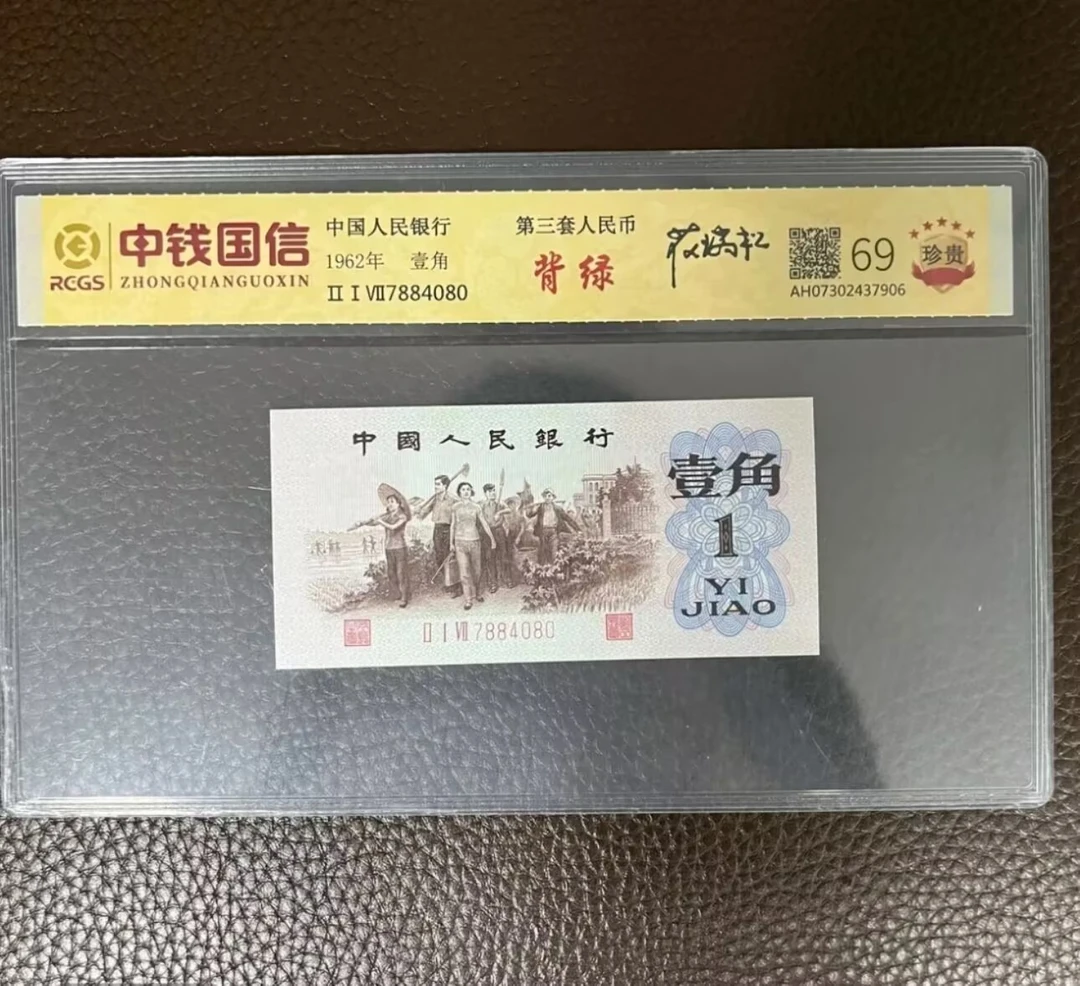 RCGS
中钱国信
ZHONGQIANGUOXIN
中国人民银行
1962年 壹角
ⅡⅠⅦ7884080
第三套人民币
背绿
69
AH07302437906
珍贵
中國人民銀行
壹角
1
YI
JIAO
ⅡⅠⅦ7884080